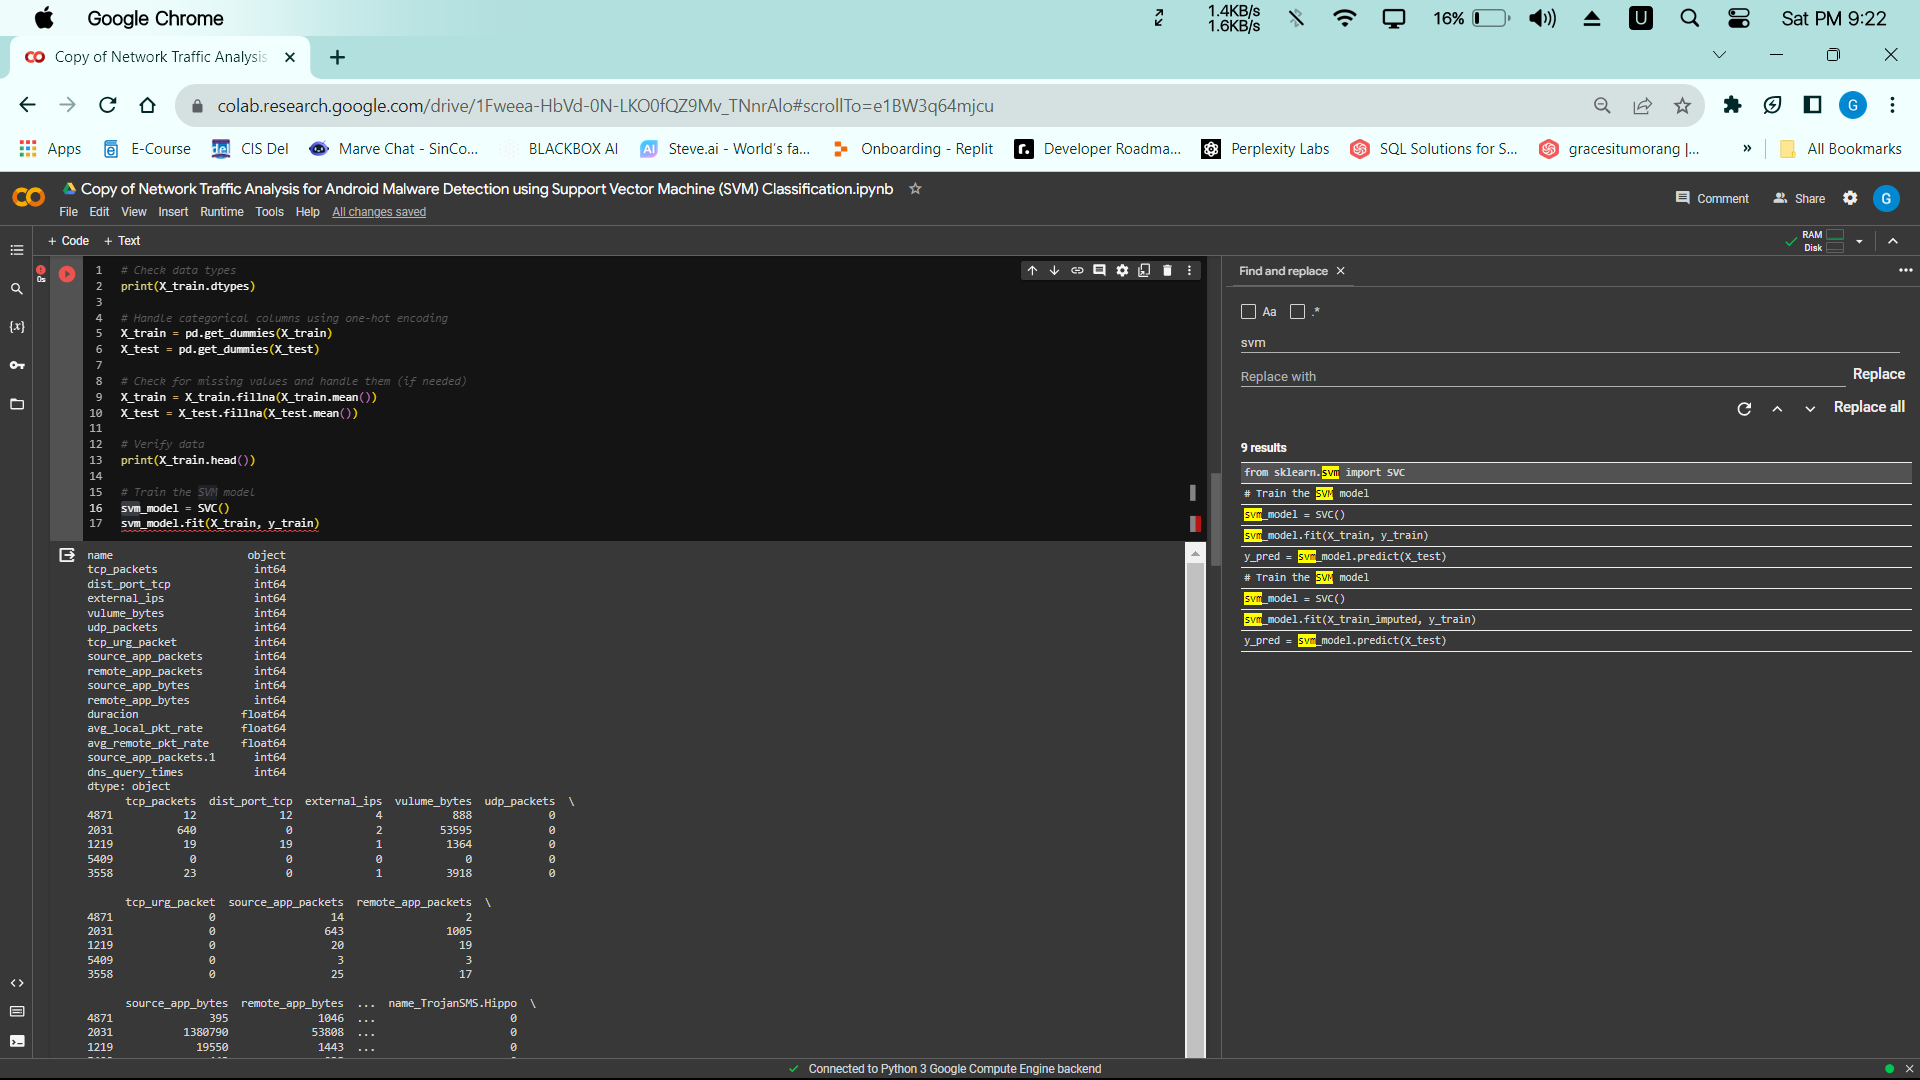 Google Chrome
1.4KB/s
1.6KB/s
16%
U
Sat PM 9:22
Copy of Network Traffic Analysis
colab.research.google.com/drive/1Fweea-HbVd-0N-LKO0fQZ9Mv_TNnrAlo#scrollTo=e1BW3q64mjcu
G
Apps E-Course CIS Del Marve Chat - SinCo... BLACKBOX AI Steve.ai - World's fa... Onboarding - Replit Developer Roadma... Perplexity Labs SQL Solutions for S... gracesitumorang |... » All Bookmarks
Copy of Network Traffic Analysis for Android Malware Detection using Support Vector Machine (SVM) Classification.ipynb
File Edit View Insert Runtime Tools Help All changes saved
Comment Share G
+ Code + Text
RAM
Disk
0s
1 # Check data types
2 print(X_train.dtypes)
3
4 # Handle categorical columns using one-hot encoding
5 X_train = pd.get_dummies(X_train)
6 X_test = pd.get_dummies(X_test)
7
8 # Check for missing values and handle them (if needed)
9 X_train = X_train.fillna(X_train.mean())
10 X_test = X_test.fillna(X_test.mean())
11
12 # Verify data
13 print(X_train.head())
14
15 # Train the SVM model
16 svm_model = SVC()
17 svm_model.fit(X_train, y_train)
name object
tcp_packets int64
dist_port_tcp int64
external_ips int64
vulume_bytes int64
udp_packets int64
tcp_urg_packet int64
source_app_packets int64
remote_app_packets int64
source_app_bytes int64
remote_app_bytes int64
duracion float64
avg_local_pkt_rate float64
avg_remote_pkt_rate float64
source_app_packets.1 int64
dns_query_times int64
dtype: object
tcp_packets dist_port_tcp external_ips vulume_bytes udp_packets \
4871 12 12 4 888 0
2031 640 0 2 53595 0
1219 19 19 1 1364 0
5409 0 0 0 0 0
3558 23 0 1 3918 0
tcp_urg_packet source_app_packets remote_app_packets \
4871 0 14 2
2031 0 643 1005
1219 0 20 19
5409 0 3 3
3558 0 25 17
source_app_bytes remote_app_bytes ... name_TrojanSMS.Hippo \
4871 395 1046 ... 0
2031 1380790 53808 ... 0
1219 19550 1443 ... 0
Find and replace
Aa .*
svm
Replace with
Replace
Replace all
9 results
from sklearn.svm import SVC
# Train the SVM model
svm_model = SVC()
svm_model.fit(X_train, y_train)
y_pred = svm_model.predict(X_test)
# Train the SVM model
svm_model = SVC()
svm_model.fit(X_train_imputed, y_train)
y_pred = svm_model.predict(X_test)
Connected to Python 3 Google Compute Engine backend